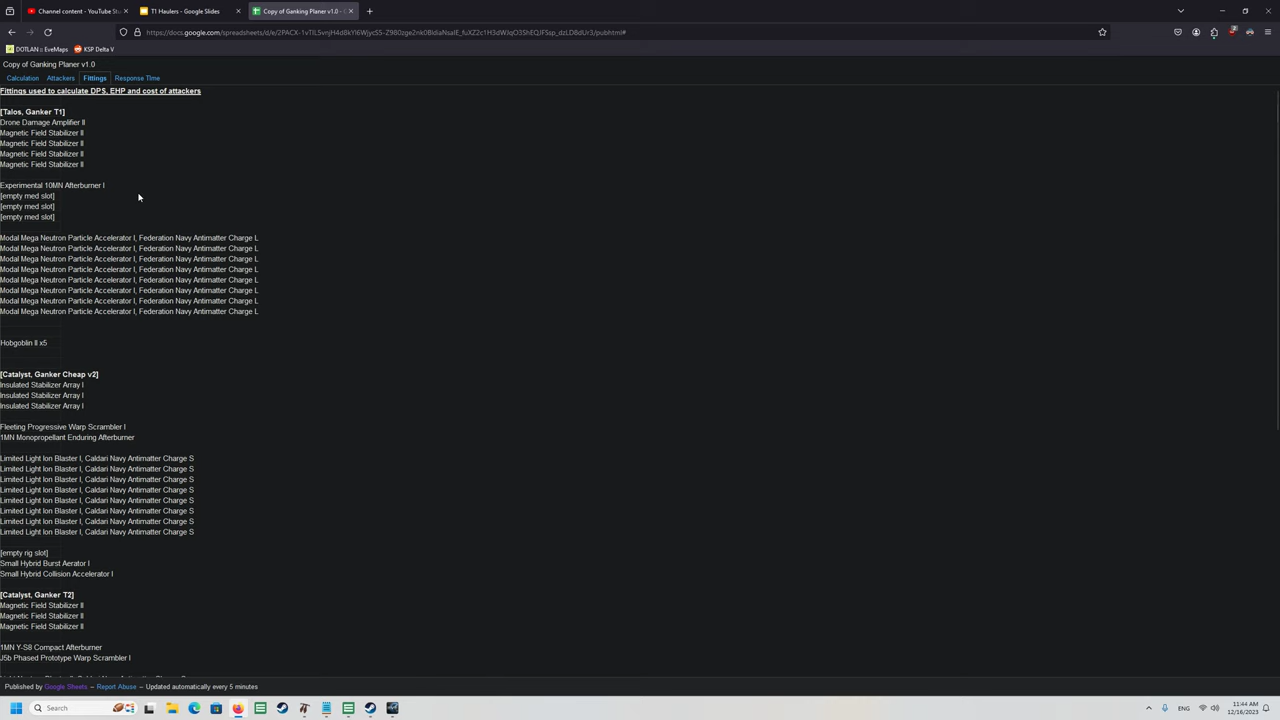 Channel content - YouTube St
T1 Haulers - Google Slides
Copy of Ganking Planer v1.0 - G
https://docs.google.com/spreadsheets/d/e/2PACX-1vTIL5vnjH4d8kYl6WjycS5-Z980zge2nk0BldiaNsaIE_fuXZ2c1H3dWJqO3ShEQJFSsp_dzLD8dUr3/pubhtml#
DOTLAN :: EveMaps
KSP Delta V
Copy of Ganking Planer v1.0
Calculation
Attackers
Fittings
Response Time
Fittings used to calculate DPS, EHP and cost of attackers
[Talos, Ganker T1]
Drone Damage Amplifier II
Magnetic Field Stabilizer II
Magnetic Field Stabilizer II
Magnetic Field Stabilizer II
Magnetic Field Stabilizer II
Experimental 10MN Afterburner I
[empty med slot]
[empty med slot]
[empty med slot]
Modal Mega Neutron Particle Accelerator I, Federation Navy Antimatter Charge L
Modal Mega Neutron Particle Accelerator I, Federation Navy Antimatter Charge L
Modal Mega Neutron Particle Accelerator I, Federation Navy Antimatter Charge L
Modal Mega Neutron Particle Accelerator I, Federation Navy Antimatter Charge L
Modal Mega Neutron Particle Accelerator I, Federation Navy Antimatter Charge L
Modal Mega Neutron Particle Accelerator I, Federation Navy Antimatter Charge L
Modal Mega Neutron Particle Accelerator I, Federation Navy Antimatter Charge L
Modal Mega Neutron Particle Accelerator I, Federation Navy Antimatter Charge L
Hobgoblin II x5
[Catalyst, Ganker Cheap v2]
Insulated Stabilizer Array I
Insulated Stabilizer Array I
Insulated Stabilizer Array I
Fleeting Progressive Warp Scrambler I
1MN Monopropellant Enduring Afterburner
Limited Light Ion Blaster I, Caldari Navy Antimatter Charge S
Limited Light Ion Blaster I, Caldari Navy Antimatter Charge S
Limited Light Ion Blaster I, Caldari Navy Antimatter Charge S
Limited Light Ion Blaster I, Caldari Navy Antimatter Charge S
Limited Light Ion Blaster I, Caldari Navy Antimatter Charge S
Limited Light Ion Blaster I, Caldari Navy Antimatter Charge S
Limited Light Ion Blaster I, Caldari Navy Antimatter Charge S
Limited Light Ion Blaster I, Caldari Navy Antimatter Charge S
[empty rig slot]
Small Hybrid Burst Aerator I
Small Hybrid Collision Accelerator I
[Catalyst, Ganker T2]
Magnetic Field Stabilizer II
Magnetic Field Stabilizer II
Magnetic Field Stabilizer II
1MN Y-S8 Compact Afterburner
J5b Phased Prototype Warp Scrambler I
Published by Google Sheets – Report Abuse – Updated automatically every 5 minutes
Search
ENG
11:44 AM
12/16/2023